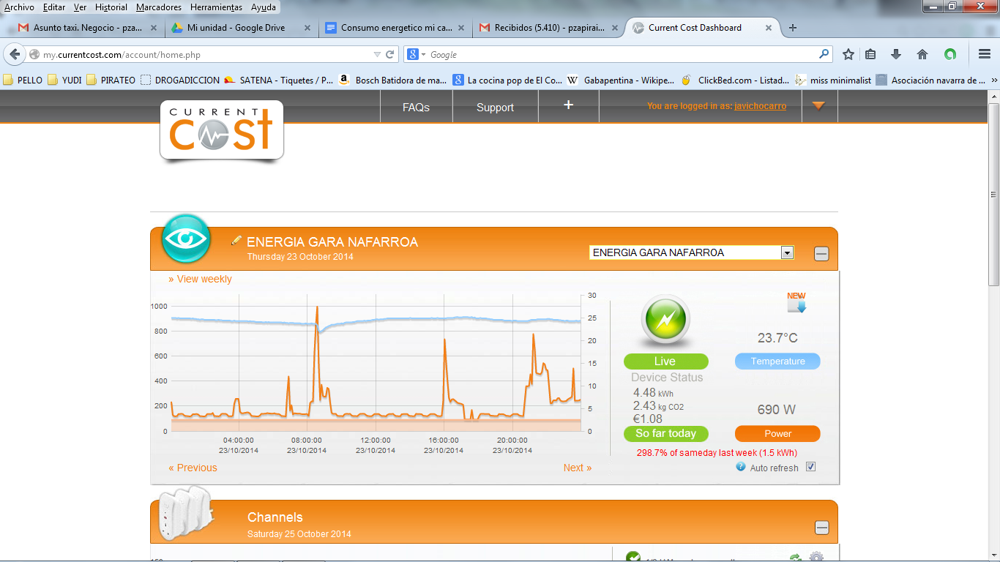 Archivo Editar Ver Historial Marcadores Herramientas Ayuda
Asunto taxi. Negocio - pza... Mi unidad - Google Drive Consumo energetico mi ca... Recibidos (5.410) - pzapirai... Current Cost Dashboard
my.currentcost.com/account/home.php Google
PELLO YUDI PIRATEO DROGADICCION SATENA - Tiquetes / P... Bosch Batidora de ma... La cocina pop de El Co... Gabapentina - Wikipe... ClickBed.com - Listad... miss minimalist Asociación navarra de ... »
CURRENT
cost
FAQs Support + You are logged in as: javichocarro
ENERGIA GARA NAFARROA
Thursday 23 October 2014
ENERGIA GARA NAFARROA
» View weekly
1000
800
600
400
200
0
30
25
20
15
10
5
0
04:00:00 08:00:00 12:00:00 16:00:00 20:00:00
23/10/2014 23/10/2014 23/10/2014 23/10/2014 23/10/2014
« Previous Next »
NEW
Live
Device Status
4.48 kWh
2.43 kg CO2
€1.08
So far today
23.7°C
Temperature
690 W
Power
298.7% of sameday last week (1.5 kWh)
Auto refresh
Channels
Saturday 25 October 2014